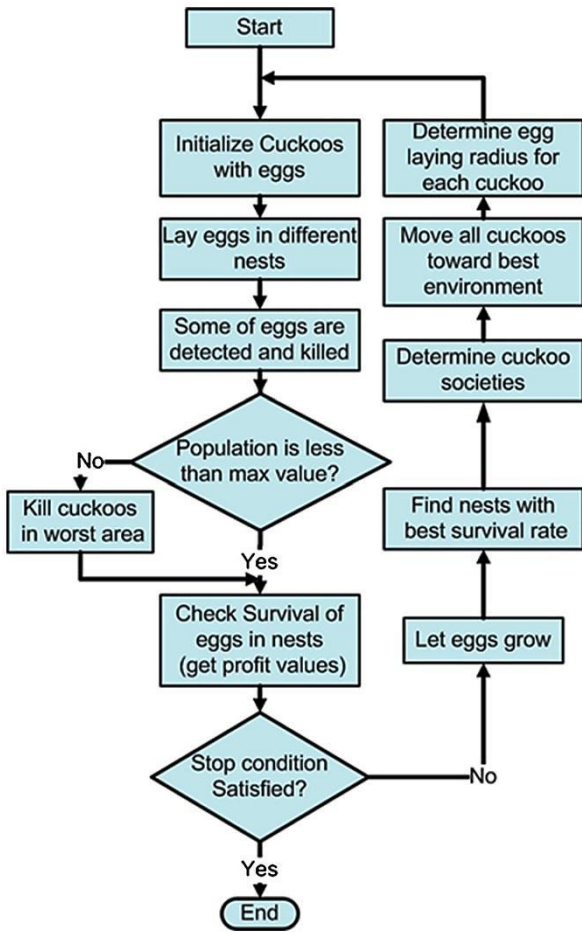 Start
Initialize Cuckoos
with eggs
Lay eggs in different
nests
Some of eggs are
detected and killed
Population is less
than max value?
No
Kill cuckoos
in worst area
Yes
Check Survival of
eggs in nests
(get profit values)
Stop condition
Satisfied?
No
Yes
End
Let eggs grow
Find nests with
best survival rate
Determine cuckoo
societies
Move all cuckoos
toward best
environment
Determine egg
laying radius for
each cuckoo